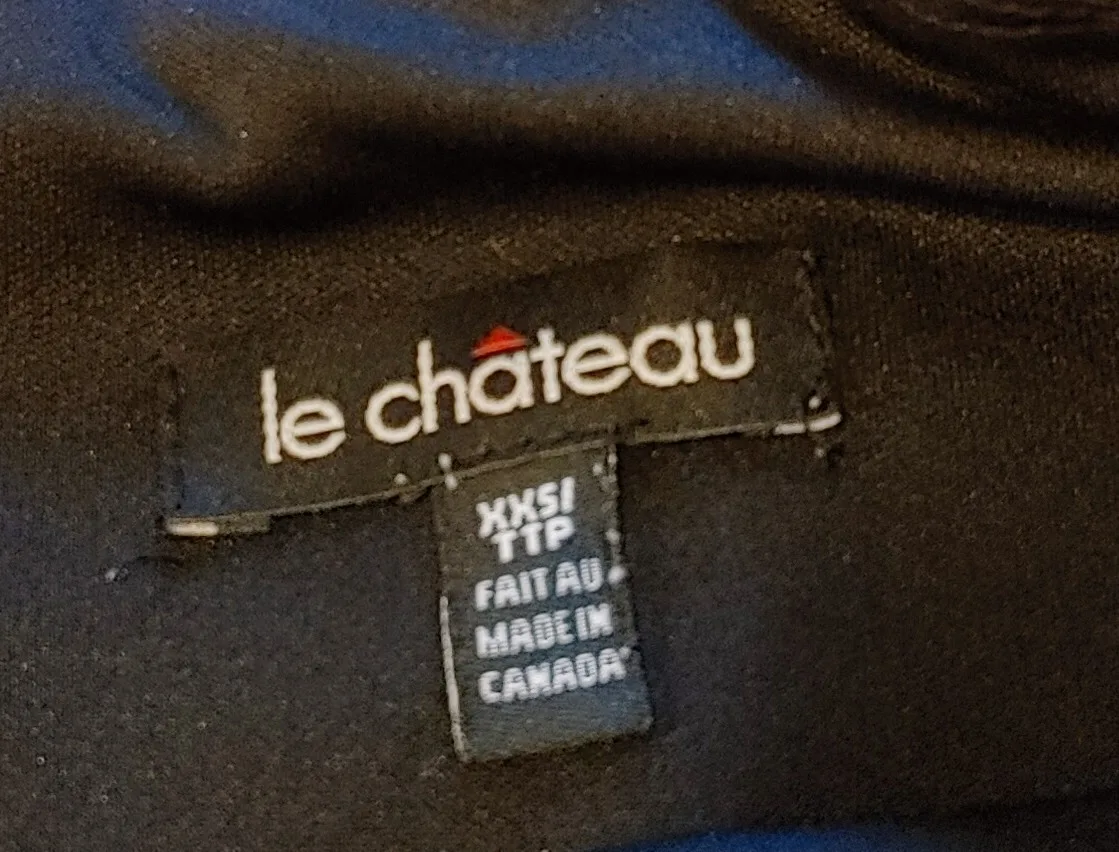 le château
XXS/
TTP
FAIT AU
MADE IN
CANADA